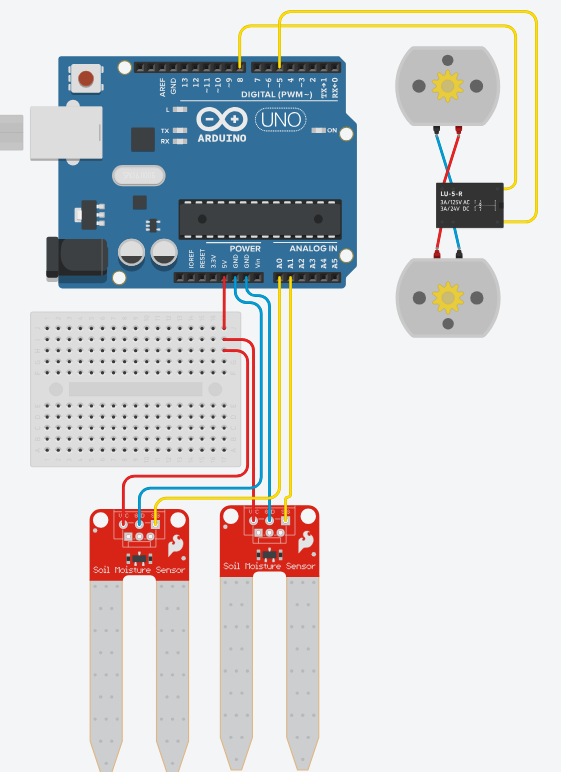 AREF
GND
13
12
~11
~10
~9
8
7
~6
~5
4
3
2
TX→1
RX←0
DIGITAL (PWM~)
L
TX
RX
ARDUINO
UNO
ON
POWER
ANALOG IN
IOREF
RESET
3.3V
5V
GND
GND
Vin
A0
A1
A2
A3
A4
A5
LU-5-R
3A/125V AC
3A/24V DC
Soil Moisture Sensor
Soil Moisture Sensor